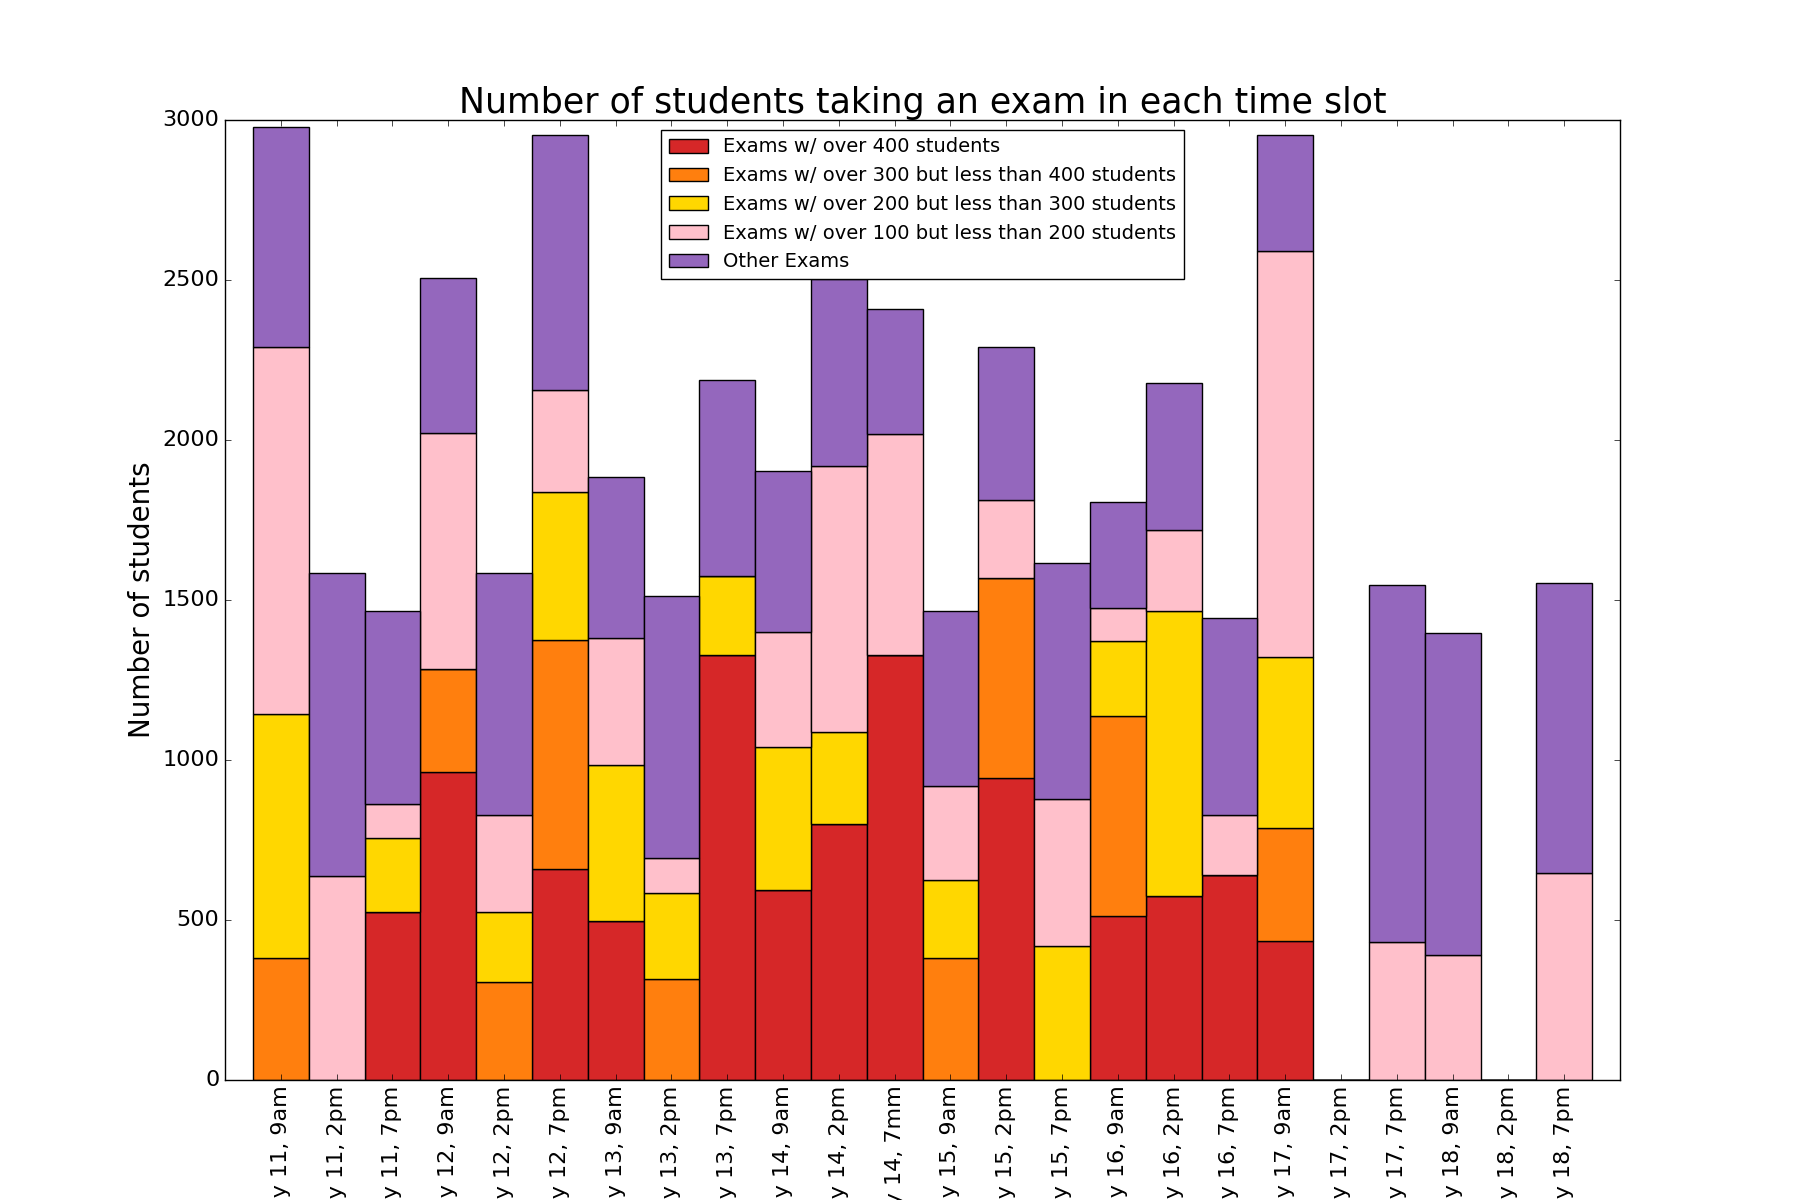 Number of students taking an exam in each time slot
Exams w/ over 400 students
Exams w/ over 300 but less than 400 students
Exams w/ over 200 but less than 300 students
Exams w/ over 100 but less than 200 students
Other Exams
Number of students
3000
2500
2000
1500
1000
500
0
y 11, 9am
y 11, 2pm
y 11, 7pm
y 12, 9am
y 12, 2pm
y 12, 7pm
y 13, 9am
y 13, 2pm
y 13, 7pm
y 14, 9am
y 14, 2pm
y 14, 7mm
y 15, 9am
y 15, 2pm
y 15, 7pm
y 16, 9am
y 16, 2pm
y 16, 7pm
y 17, 9am
y 17, 2pm
y 17, 7pm
y 18, 9am
y 18, 2pm
y 18, 7pm